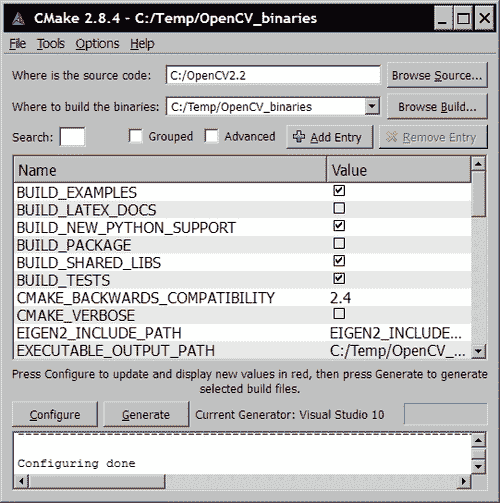 CMake 2.8.4 - C:/Temp/OpenCV_binaries
File Tools Options Help
Where is the source code: C:/OpenCV2.2 Browse Source...
Where to build the binaries: C:/Temp/OpenCV_binaries Browse Build...
Search: Grouped Advanced Add Entry Remove Entry
Name Value
BUILD_EXAMPLES
BUILD_LATEX_DOCS
BUILD_NEW_PYTHON_SUPPORT
BUILD_PACKAGE
BUILD_SHARED_LIBS
BUILD_TESTS
CMAKE_BACKWARDS_COMPATIBILITY 2.4
CMAKE_VERBOSE
EIGEN2_INCLUDE_PATH EIGEN2_INCLUDE...
EXECUTABLE_OUTPUT_PATH C:/Temp/OpenCV_...
Press Configure to update and display new values in red, then press Generate to generate
selected build files.
Configure Generate Current Generator: Visual Studio 10
Configuring done